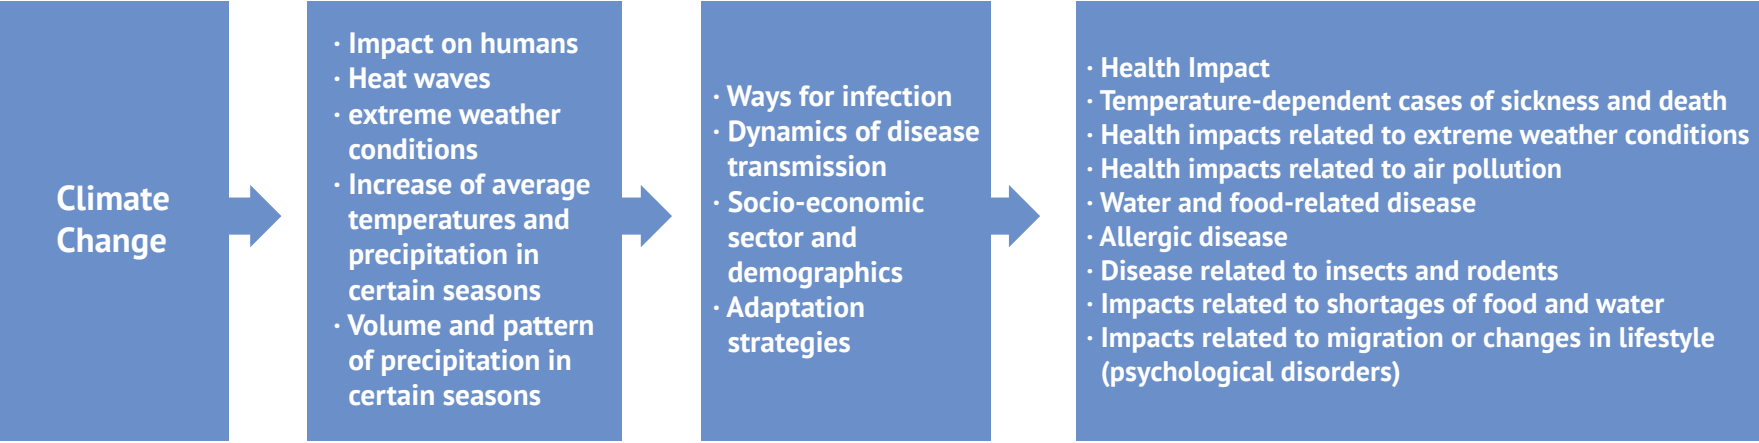 Climate
Change
· Impact on humans
· Heat waves
· extreme weather
conditions
· Increase of average
temperatures and
precipitation in
certain seasons
· Volume and pattern
of precipitation in
certain seasons
· Ways for infection
· Dynamics of disease
transmission
· Socio-economic
sector and
demographics
· Adaptation
strategies
· Health Impact
· Temperature-dependent cases of sickness and death
· Health impacts related to extreme weather conditions
· Health impacts related to air pollution
· Water and food-related disease
· Allergic disease
· Disease related to insects and rodents
· Impacts related to shortages of food and water
· Impacts related to migration or changes in lifestyle
(psychological disorders)